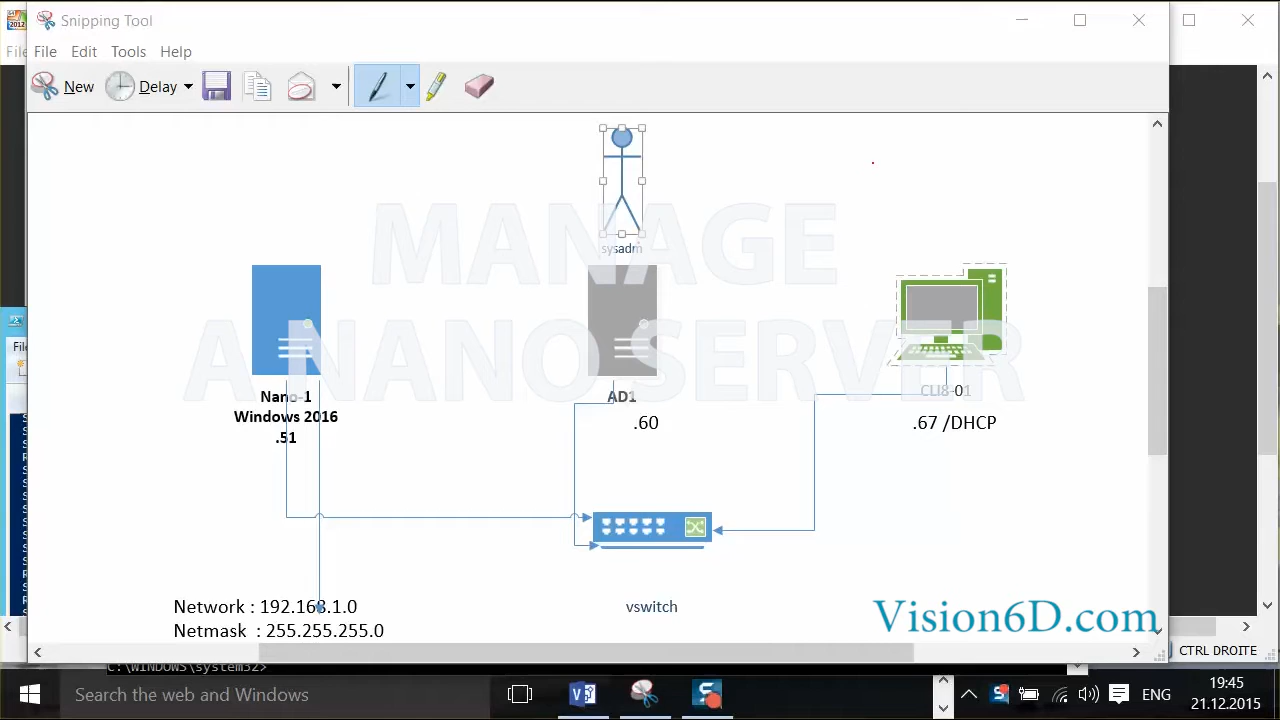 Snipping Tool
File Edit Tools Help
New Delay
sysadm
MANAGE
A NANO SERVER
Nano-1
Windows 2016
.51
AD1
.60
CLI8-01
.67 /DHCP
Network : 192.168.1.0
Netmask : 255.255.255.0
vswitch
Vision6D.com
CTRL DROITE
C:\WINDOWS\system32>
Search the web and Windows
ENG
19:45
21.12.2015